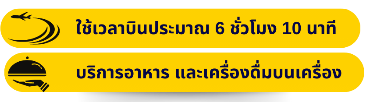 ใช้เวลาบินประมาณ 6 ชั่วโมง 10 นาที
บริการอาหาร และเครื่องดื่มบนเครื่อง